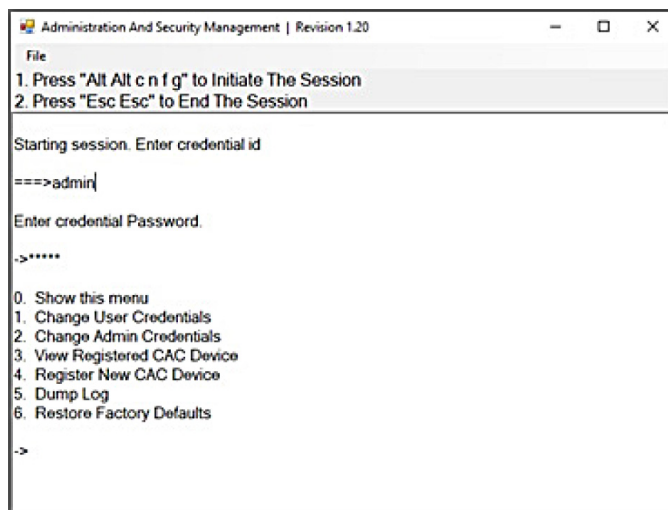 Administration And Security Management | Revision 1.20
File
1. Press "Alt Alt c n f g" to Initiate The Session
2. Press "Esc Esc" to End The Session
Starting session. Enter credential id
===>admin
Enter credential Password.
->*****
0. Show this menu
1. Change User Credentials
2. Change Admin Credentials
3. View Registered CAC Device
4. Register New CAC Device
5. Dump Log
6. Restore Factory Defaults
->